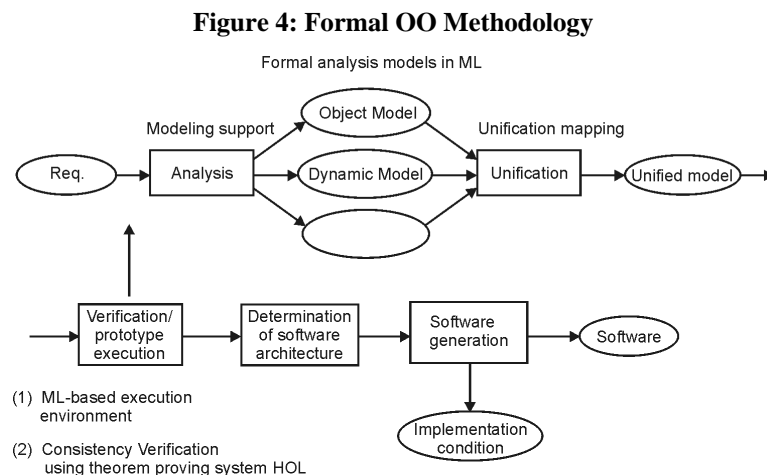 Figure 4: Formal OO Methodology
Formal analysis models in ML
Object Model
Modeling support
Unification mapping
Req.
Analysis
Dynamic Model
Unification
Unified model
Verification/
prototype
execution
Determination
of software
architecture
Software
generation
Software
(1) ML-based execution
environment
Implementation
condition
(2) Consistency Verification
using theorem proving system HOL